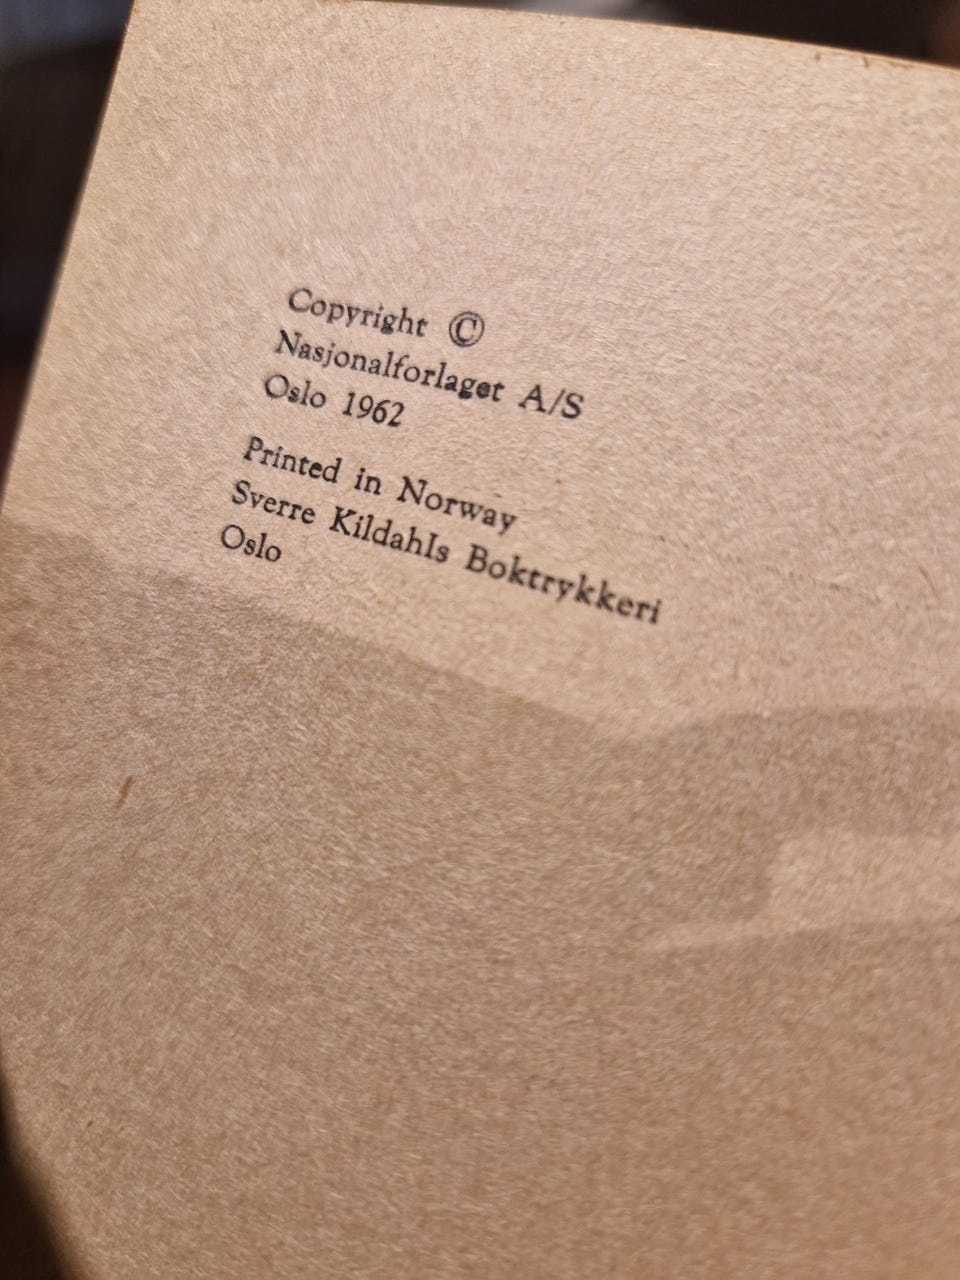 Copyright ©
Nasjonalforlaget A/S
Oslo 1962
Printed in Norway
Sverre Kildahls Boktrykkeri
Oslo